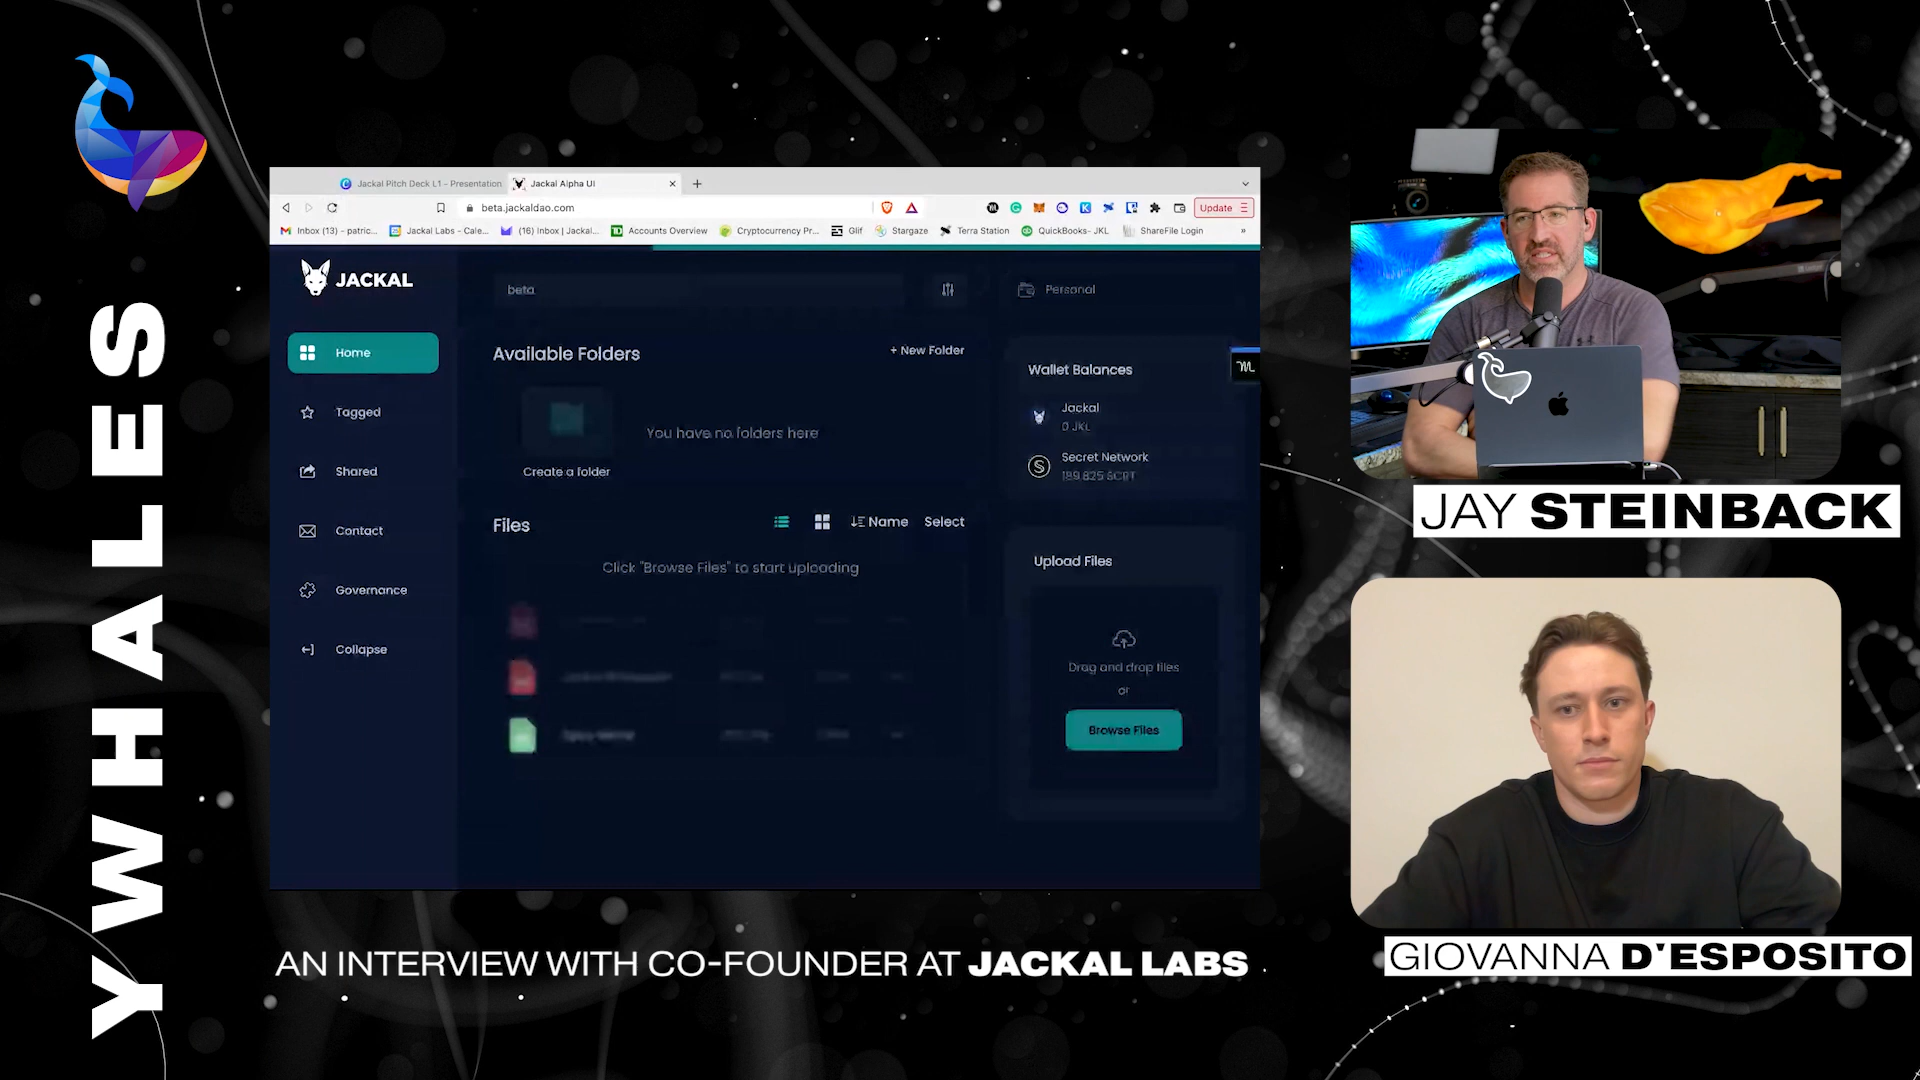 YWHALES
Jackal Pitch Deck L1 - Presentation
Jackal Alpha UI
beta.jackaldao.com
Update
Inbox (13) - patric...
Jackal Labs - Cale...
(16) Inbox | Jackal...
Accounts Overview
Cryptocurrency Pr...
Glif
Stargaze
Terra Station
QuickBooks- JKL
ShareFile Login
»
JACKAL
beta
Personal
Home
Tagged
Shared
Contact
Governance
Collapse
Available Folders
+ New Folder
You have no folders here
Create a folder
Files
Name
Select
Click "Browse Files" to start uploading
Wallet Balances
Jackal
0 JKL
Secret Network
189.825 SCRT
Upload Files
Drag and drop files
or
Browse Files
JAY STEINBACK
GIOVANNA D'ESPOSITO
AN INTERVIEW WITH CO-FOUNDER AT JACKAL LABS